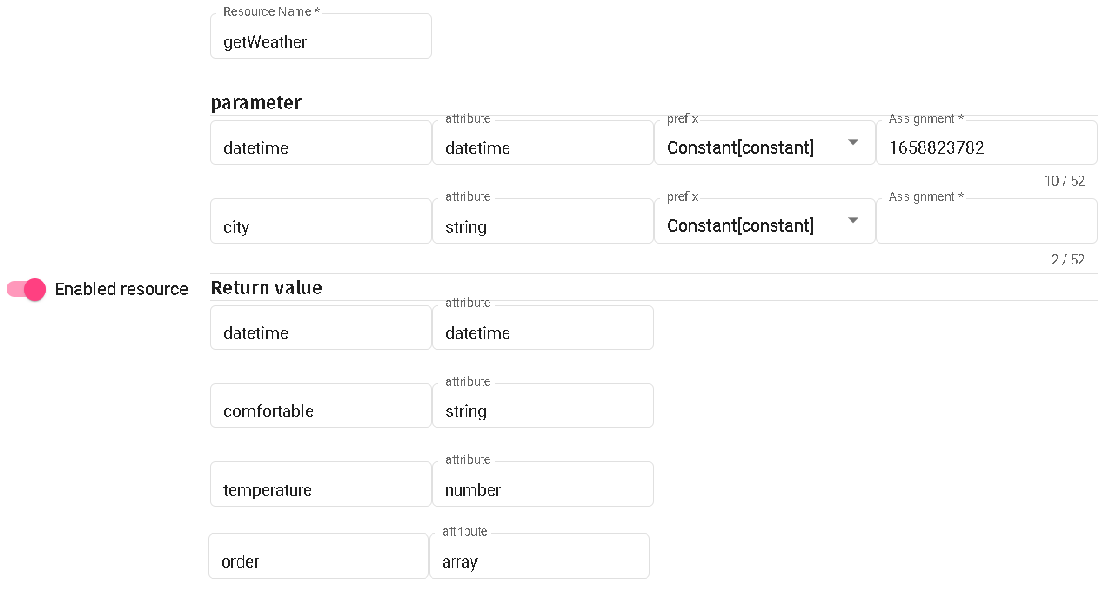 Resource Name *
getWeather
parameter
datetime
attribute
datetime
prefix
Constant[constant]
Assignment *
1658823782
10 / 52
city
attribute
string
prefix
Constant[constant]
Assignment *
2 / 52
Enabled resource
Return value
datetime
attribute
datetime
comfortable
attribute
string
temperature
attribute
number
order
attribute
array